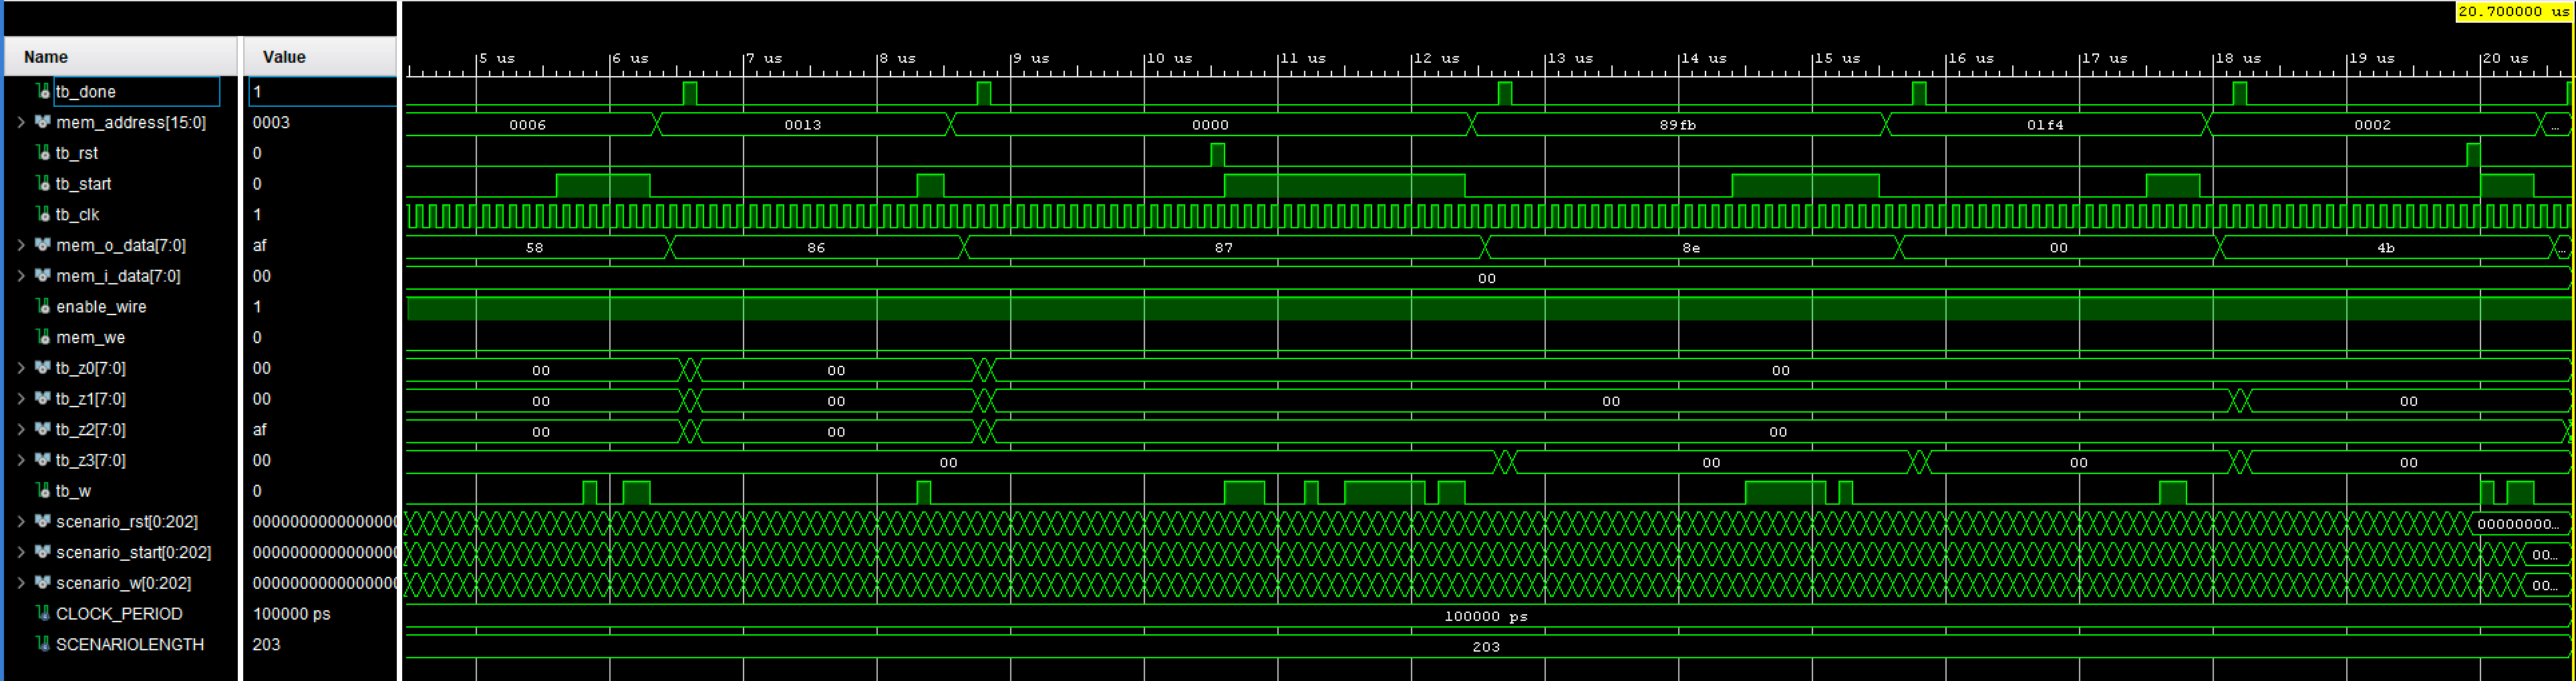 20.700000 us
Name Value
5 us 6 us 7 us 8 us 9 us 10 us 11 us 12 us 13 us 14 us 15 us 16 us 17 us 18 us 19 us 20 us
tb_done 1
mem_address[15:0] 0003 0006 0013 0000 89fb 01f4 0002 ...
tb_rst 0
tb_start 0
tb_clk 1
mem_o_data[7:0] af 58 86 87 8e 00 4b ...
mem_i_data[7:0] 00 00
enable_wire 1
mem_we 0
tb_z0[7:0] 00 00 00 00
tb_z1[7:0] 00 00 00 00 00
tb_z2[7:0] af 00 00 00
tb_z3[7:0] 00 00 00 00 00
tb_w 0
scenario_rst[0:202] 0000000000000000 00000000...
scenario_start[0:202] 0000000000000000 00...
scenario_w[0:202] 0000000000000000 00...
CLOCK_PERIOD 100000 ps 100000 ps
SCENARIOLENGTH 203 203